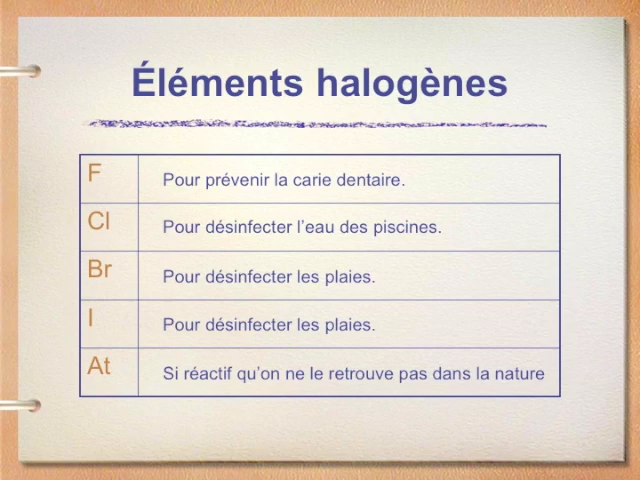 Éléments halogènes
F
Pour prévenir la carie dentaire.
Cl
Pour désinfecter l’eau des piscines.
Br
Pour désinfecter les plaies.
I
Pour désinfecter les plaies.
At
Si réactif qu’on ne le retrouve pas dans la nature